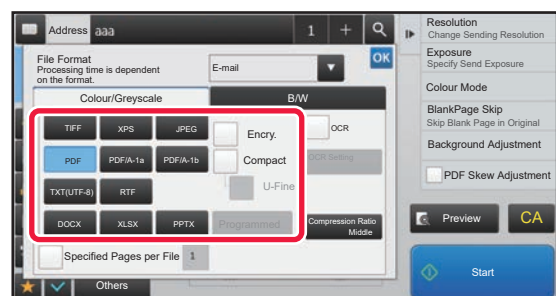 Address aaa 1 +
File Format
Processing time is dependent
on the format.
E-mail
OK
Colour/Greyscale
B/W
TIFF XPS JPEG Encry. OCR
PDF PDF/A-1a PDF/A-1b Compact OCR Setting
TXT(UTF-8) RTF U-Fine
DOCX XLSX PPTX Programmed Compression Ratio
Middle
Specified Pages per File 1
Others
Resolution
Change Sending Resolution
Exposure
Specify Send Exposure
Colour Mode
BlankPage Skip
Skip Blank Page in Original
Background Adjustment
PDF Skew Adjustment
Preview CA
Start